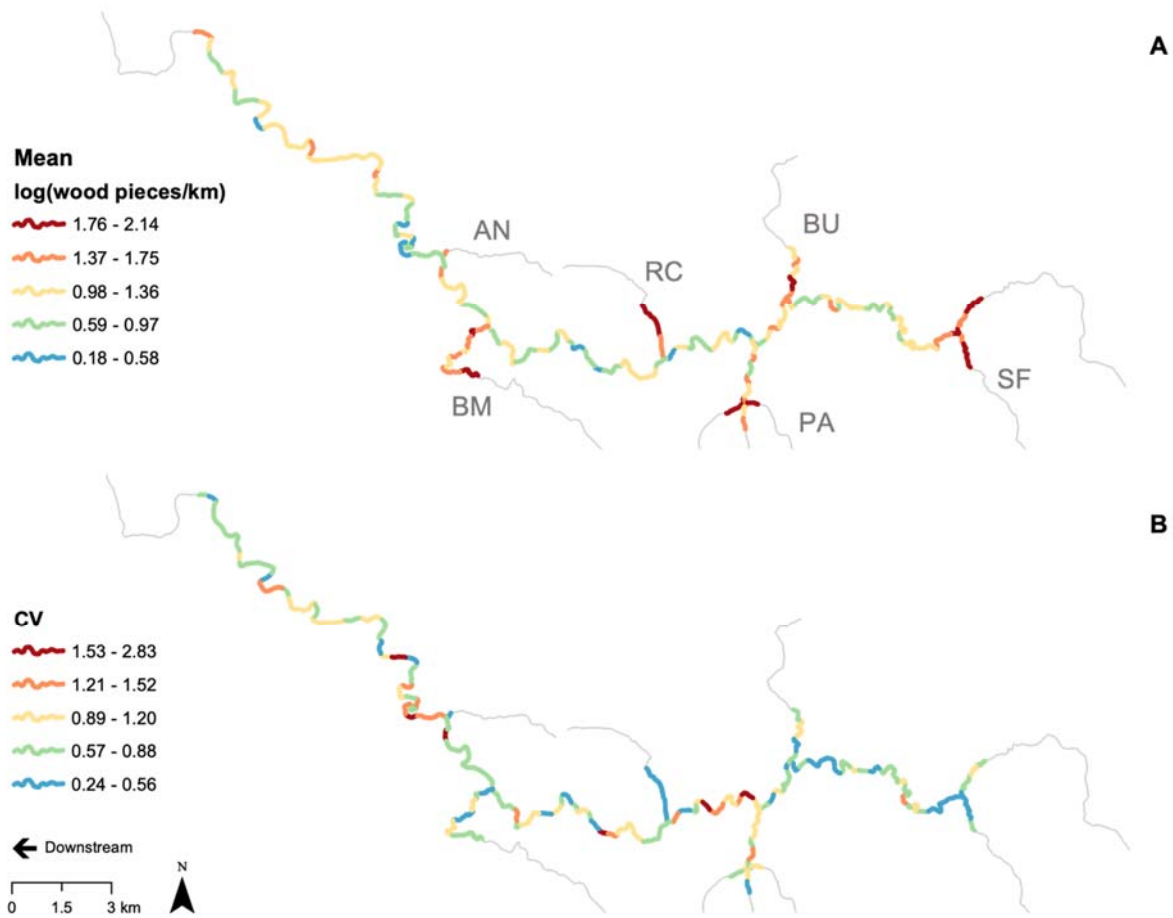 A
Mean
log(wood pieces/km)
1.76 - 2.14
1.37 - 1.75
0.98 - 1.36
0.59 - 0.97
0.18 - 0.58
AN
RC
BU
BM
PA
SF
B
CV
1.53 - 2.83
1.21 - 1.52
0.89 - 1.20
0.57 - 0.88
0.24 - 0.56
Downstream
N
0 1.5 3 km